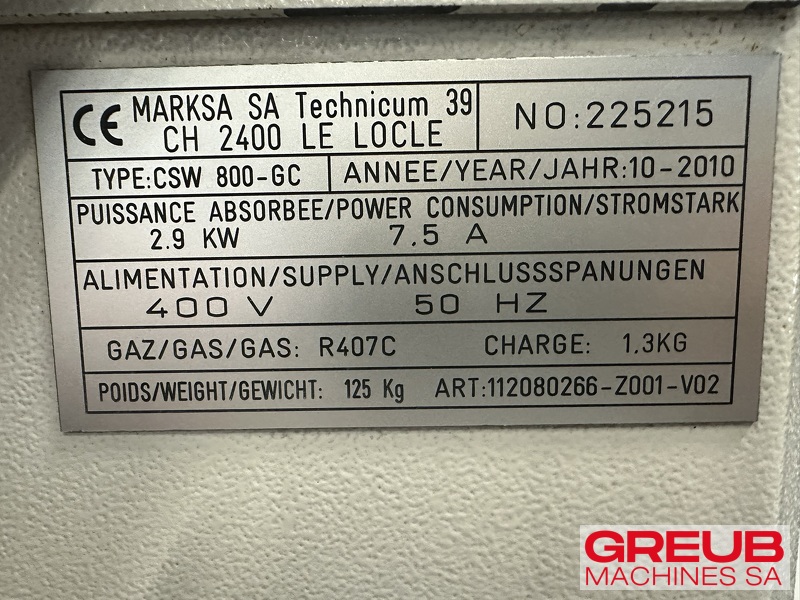 CE MARKSA SA Technicum 39
CH 2400 LE LOCLE
NO:225215
TYPE:CSW 800-GC
ANNEE/YEAR/JAHR:10-2010
PUISSANCE ABSORBEE/POWER CONSUMPTION/STROMSTARK
2.9 KW 7,5 A
ALIMENTATION/SUPPLY/ANSCHLUSSSPANUNGEN
400 V 50 HZ
GAZ/GAS/GAS: R407C CHARGE: 1,3KG
POIDS/WEIGHT/GEWICHT: 125 Kg ART:112080266-Z001-V02
GREUB
MACHINES SA